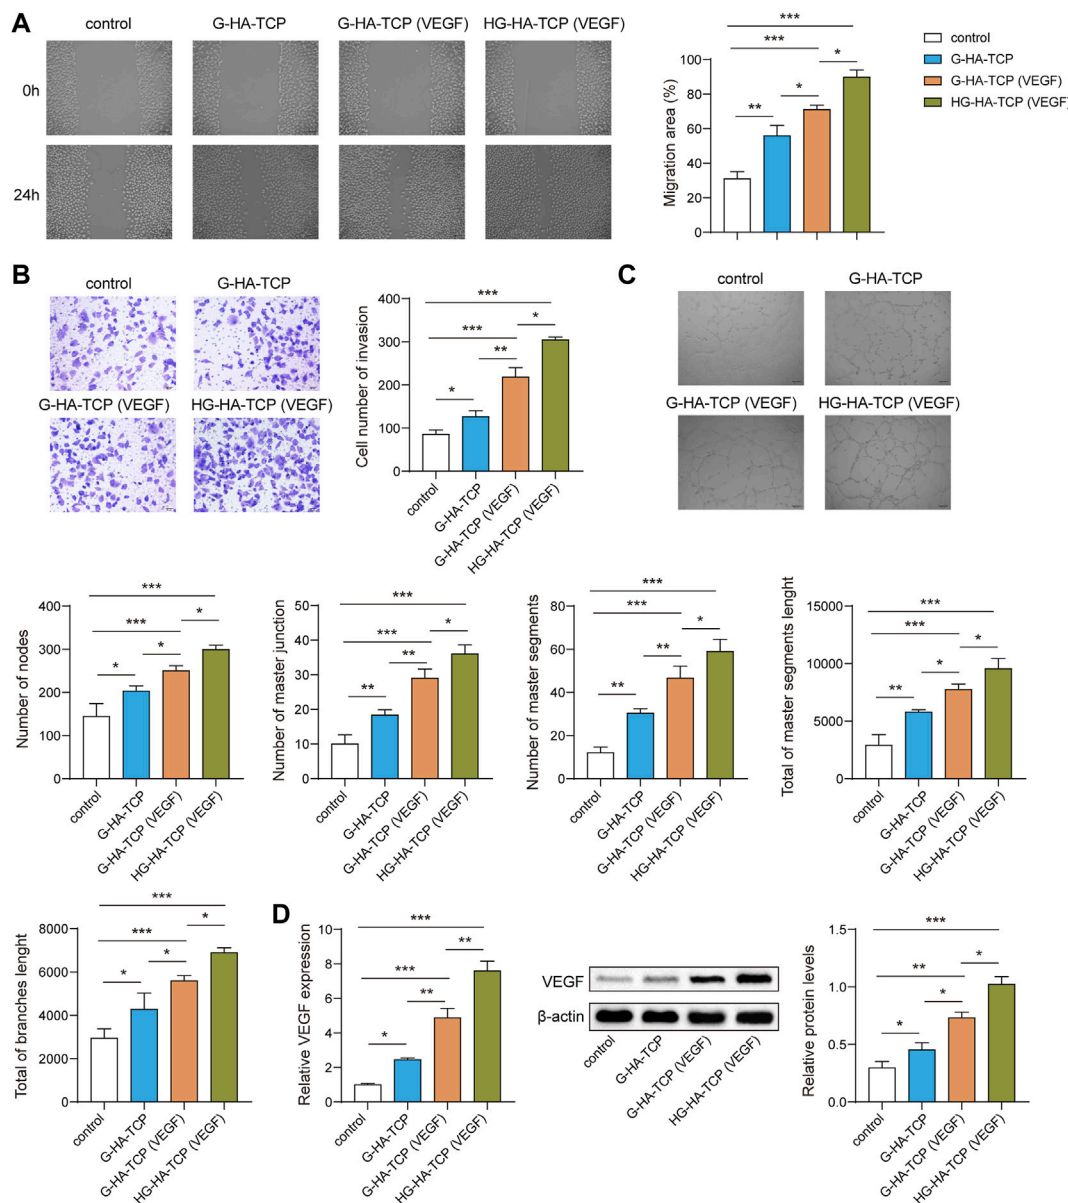 A
control
G-HA-TCP
G-HA-TCP (VEGF)
HG-HA-TCP (VEGF)
0h
24h
Migration area (%)
100
80
60
40
20
0
***
***
*
**
*
control
G-HA-TCP
G-HA-TCP (VEGF)
HG-HA-TCP (VEGF)
B
control
G-HA-TCP
G-HA-TCP (VEGF)
HG-HA-TCP (VEGF)
Cell number of invasion
400
300
200
100
0
***
***
*
**
*
control
G-HA-TCP
G-HA-TCP (VEGF)
HG-HA-TCP (VEGF)
C
control
G-HA-TCP
G-HA-TCP (VEGF)
HG-HA-TCP (VEGF)
Number of nodes
400
300
200
100
0
***
***
*
*
*
control
G-HA-TCP
G-HA-TCP (VEGF)
HG-HA-TCP (VEGF)
Number of master junction
40
30
20
10
0
***
***
*
**
**
control
G-HA-TCP
G-HA-TCP (VEGF)
HG-HA-TCP (VEGF)
Number of master segments
60
40
20
0
80
***
***
*
**
**
control
G-HA-TCP
G-HA-TCP (VEGF)
HG-HA-TCP (VEGF)
Total of master segments lenght
15000
10000
5000
0
***
***
*
*
**
control
G-HA-TCP
G-HA-TCP (VEGF)
HG-HA-TCP (VEGF)
Total of branches lenght
8000
6000
4000
2000
0
***
***
*
*
*
control
G-HA-TCP
G-HA-TCP (VEGF)
HG-HA-TCP (VEGF)
D
Relative VEGF expression
10
8
6
4
2
0
***
***
**
**
*
control
G-HA-TCP
G-HA-TCP (VEGF)
HG-HA-TCP (VEGF)
VEGF
β-actin
control
G-HA-TCP
G-HA-TCP (VEGF)
HG-HA-TCP (VEGF)
Relative protein levels
1.5
1.0
0.5
0.0
***
**
*
*
*
control
G-HA-TCP
G-HA-TCP (VEGF)
HG-HA-TCP (VEGF)